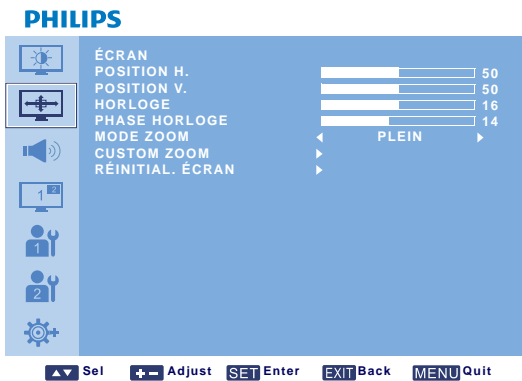 PHILIPS
ÉCRAN
POSITION H. 50
POSITION V. 50
HORLOGE 16
PHASE HORLOGE 14
MODE ZOOM PLEIN
CUSTOM ZOOM
RÉINITIAL. ÉCRAN
1 2
1
2
Sel Adjust SET Enter EXIT Back MENU Quit